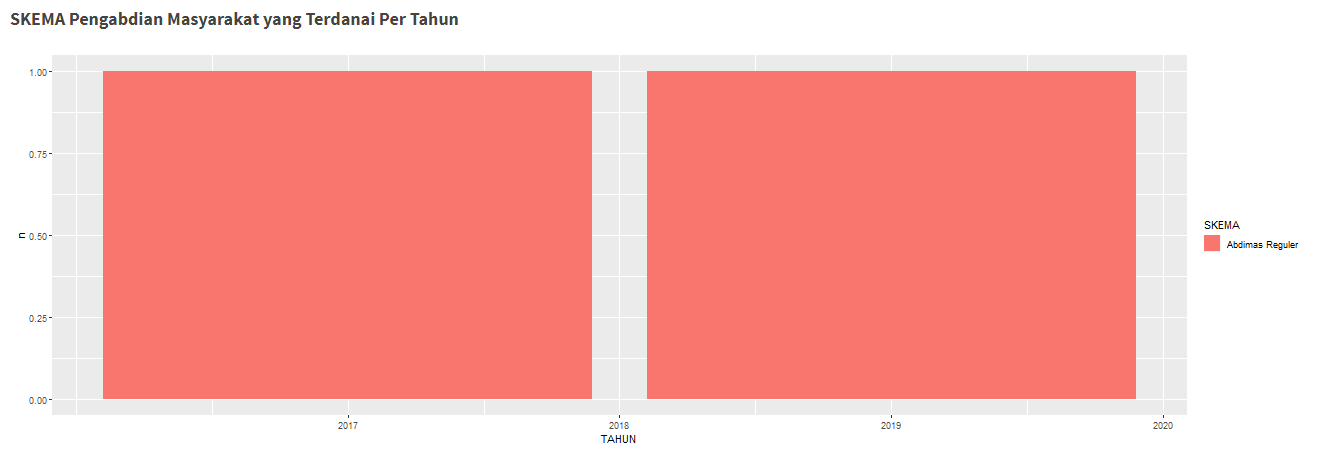 SKEMA Pengabdian Masyarakat yang Terdanai Per Tahun
1.00
0.75
0.50
0.25
0.00
n
2017
2018
2019
2020
TAHUN
SKEMA
Abdimas Reguler